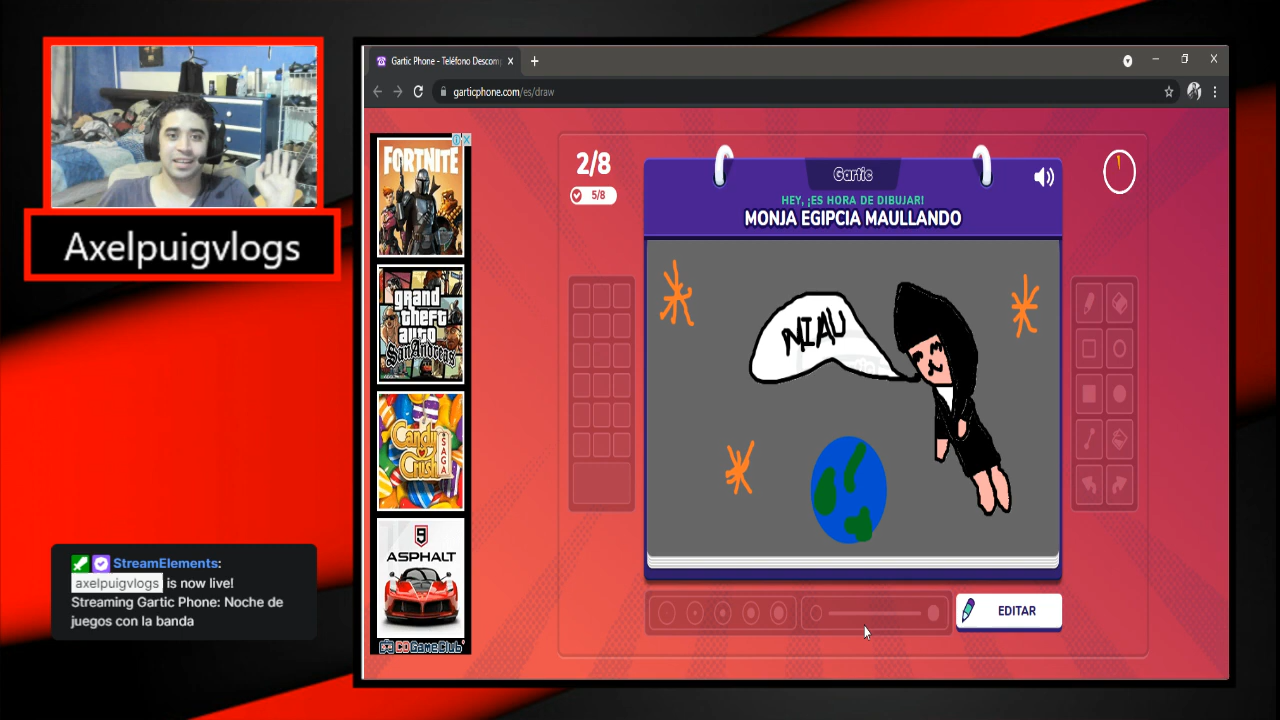 Axelpuigvlogs
StreamElements:
axelpuigvlogs is now live!
Streaming Gartic Phone: Noche de
juegos con la banda
Gartic Phone - Teléfono Descom
garticphone.com/es/draw
FORTNITE
grand
theft
auto
San Andreas
Candy
Crush
SAGA
9
ASPHALT
CDGameClub
2/8
5/8
Gartic
HEY, ¡ES HORA DE DIBUJAR!
MONJA EGIPCIA MAULLANDO
MIAU
EDITAR